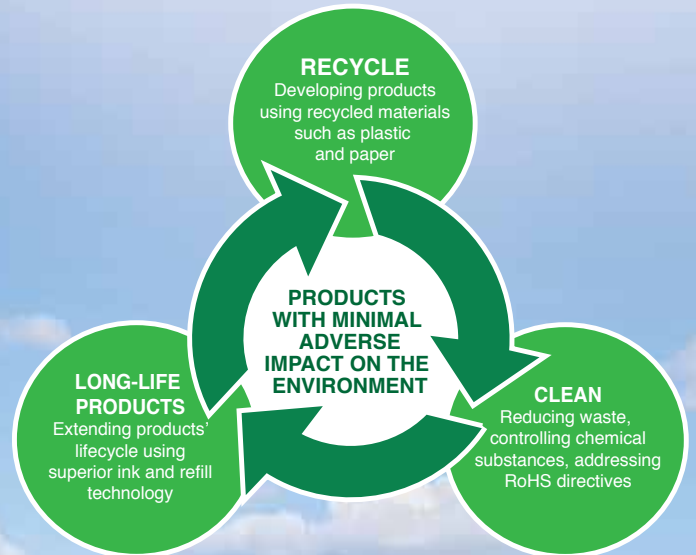 RECYCLE
Developing products
using recycled materials
such as plastic
and paper
PRODUCTS
WITH MINIMAL
ADVERSE
IMPACT ON THE
ENVIRONMENT
LONG-LIFE
PRODUCTS
Extending products'
lifecycle using
superior ink and refill
technology
CLEAN
Reducing waste,
controlling chemical
substances, addressing
RoHS directives